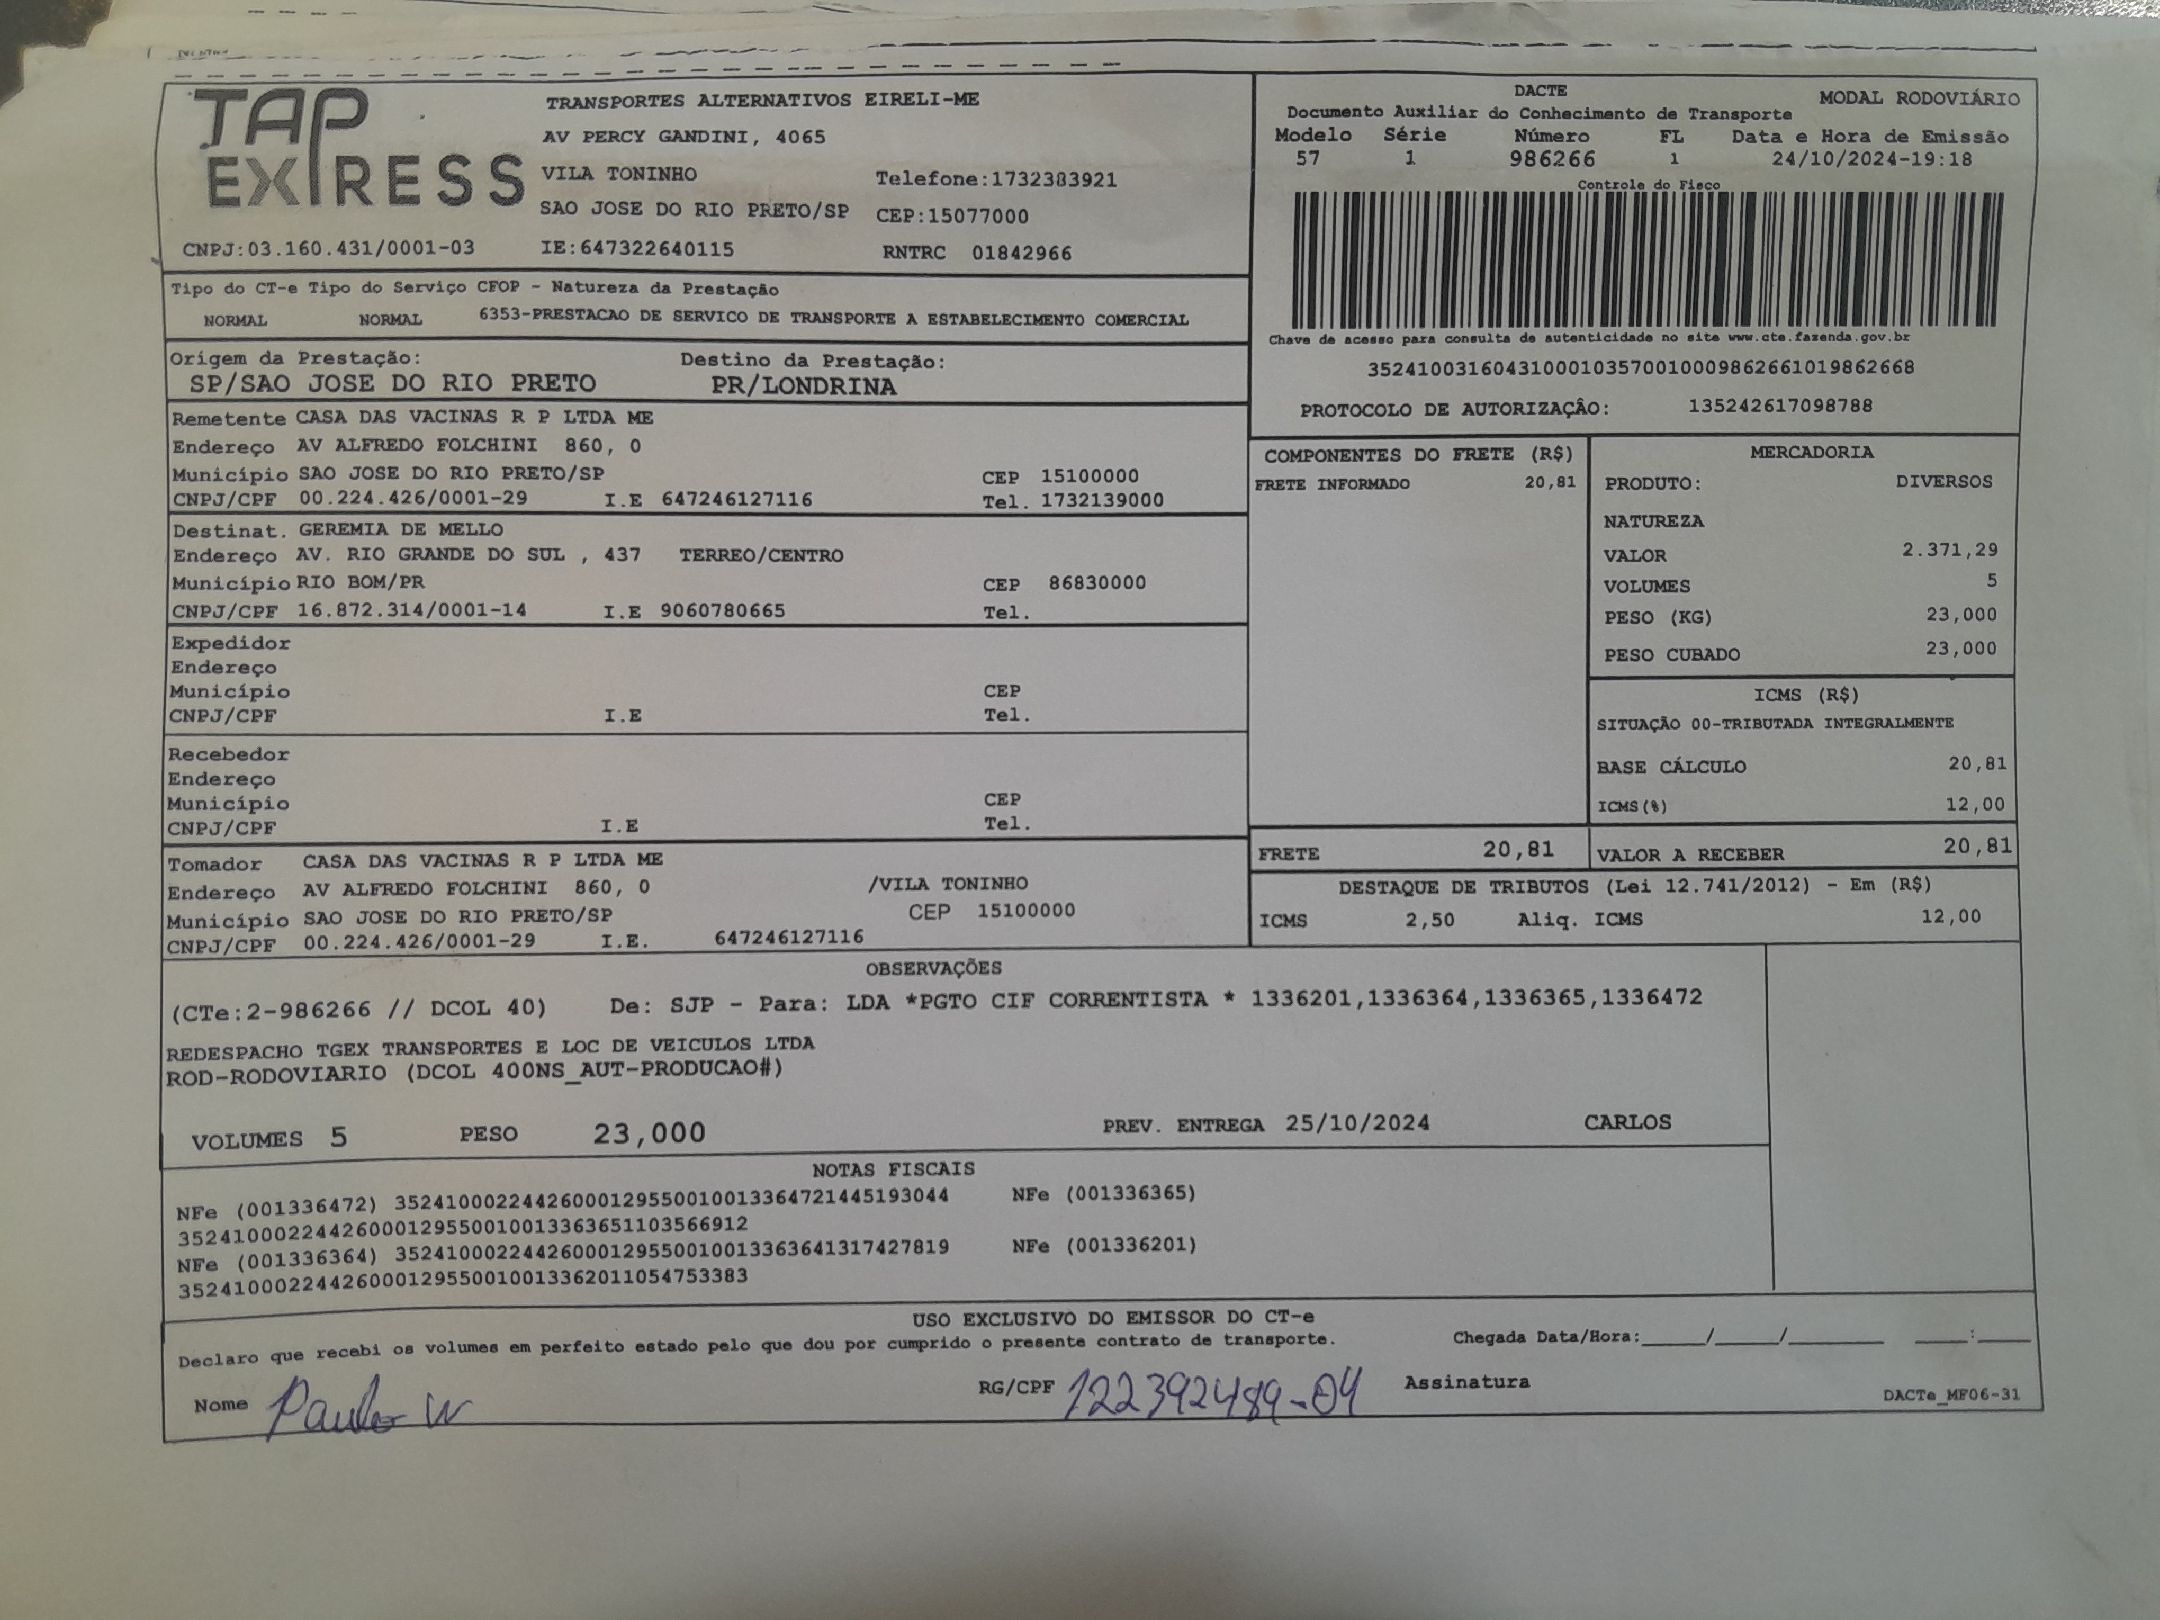 TAP EXPRESS
TRANSPORTES ALTERNATIVOS EIRELI-ME
AV PERCY GANDINI, 4065
VILA TONINHO Telefone:1732383921
SAO JOSE DO RIO PRETO/SP CEP:15077000
CNPJ:03.160.431/0001-03 IE:647322640115 RNTRC 01842966
DACTE MODAL RODOVIÁRIO
Documento Auxiliar do Conhecimento de Transporte
Modelo Série Número FL Data e Hora de Emissão
57 1 986266 1 24/10/2024-19:18
Controle do Fisco
Chave de acesso para consulta de autenticidade no site www.cte.fazenda.gov.br
35241003160431000103570010009862661019862668
PROTOCOLO DE AUTORIZAÇÂO: 135242617098788
Tipo do CT-e Tipo do Serviço CFOP - Natureza da Prestação
NORMAL NORMAL 6353-PRESTACAO DE SERVICO DE TRANSPORTE A ESTABELECIMENTO COMERCIAL
Origem da Prestação: Destino da Prestação:
SP/SAO JOSE DO RIO PRETO PR/LONDRINA
Remetente CASA DAS VACINAS R P LTDA ME
Endereço AV ALFREDO FOLCHINI 860, 0
Município SAO JOSE DO RIO PRETO/SP CEP 15100000
CNPJ/CPF 00.224.426/0001-29 I.E 647246127116 Tel. 1732139000
Destinat. GEREMIA DE MELLO
Endereço AV. RIO GRANDE DO SUL , 437 TERREO/CENTRO
Município RIO BOM/PR CEP 86830000
CNPJ/CPF 16.872.314/0001-14 I.E 9060780665 Tel.
Expedidor
Endereço
Município CEP
CNPJ/CPF I.E Tel.
Recebedor
Endereço
Município CEP
CNPJ/CPF I.E Tel.
Tomador CASA DAS VACINAS R P LTDA ME
Endereço AV ALFREDO FOLCHINI 860, 0 /VILA TONINHO
Município SAO JOSE DO RIO PRETO/SP CEP 15100000
CNPJ/CPF 00.224.426/0001-29 I.E. 647246127116
COMPONENTES DO FRETE (R$)
FRETE INFORMADO 20,81
MERCADORIA
PRODUTO: DIVERSOS
NATUREZA
VALOR 2.371,29
VOLUMES 5
PESO (KG) 23,000
PESO CUBADO 23,000
ICMS (R$)
SITUAÇÃO 00-TRIBUTADA INTEGRALMENTE
BASE CÁLCULO 20,81
ICMS(%) 12,00
FRETE 20,81 VALOR A RECEBER 20,81
DESTAQUE DE TRIBUTOS (Lei 12.741/2012) - Em (R$)
ICMS 2,50 Aliq. ICMS 12,00
OBSERVAÇÕES
(CTe:2-986266 // DCOL 40) De: SJP - Para: LDA *PGTO CIF CORRENTISTA * 1336201,1336364,1336365,1336472
REDESPACHO TGEX TRANSPORTES E LOC DE VEICULOS LTDA
ROD-RODOVIARIO (DCOL 400NS_AUT-PRODUCAO#)
VOLUMES 5 PESO 23,000 PREV. ENTREGA 25/10/2024 CARLOS
NOTAS FISCAIS
NFe (001336472) 35241000224426000129550010013364721445193044 NFe (001336365)
35241000224426000129550010013363651103566912
NFe (001336364) 35241000224426000129550010013363641317427819 NFe (001336201)
35241000224426000129550010013362011054753383
USO EXCLUSIVO DO EMISSOR DO CT-e
Declaro que recebi os volumes em perfeito estado pelo que dou por cumprido o presente contrato de transporte. Chegada Data/Hora:_____/_____/________ ____:____
Nome Paulo W RG/CPF 122392489-04 Assinatura
DACTe_MF06-31